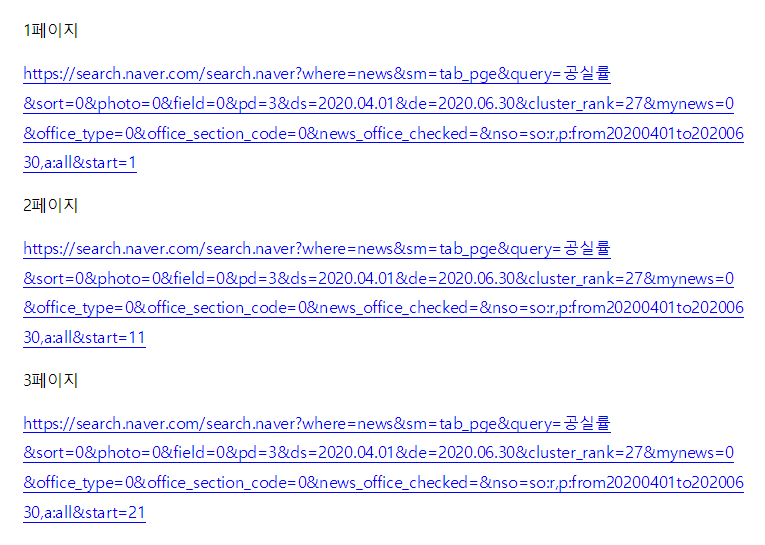 1페이지
https://search.naver.com/search.naver?where=news&sm=tab_pge&query=공실률
&sort=0&photo=0&field=0&pd=3&ds=2020.04.01&de=2020.06.30&cluster_rank=27&mynews=0
&office_type=0&office_section_code=0&news_office_checked=&nso=so:r,p:from20200401to202006
30,a:all&start=1
2페이지
https://search.naver.com/search.naver?where=news&sm=tab_pge&query=공실률
&sort=0&photo=0&field=0&pd=3&ds=2020.04.01&de=2020.06.30&cluster_rank=27&mynews=0
&office_type=0&office_section_code=0&news_office_checked=&nso=so:r,p:from20200401to202006
30,a:all&start=11
3페이지
https://search.naver.com/search.naver?where=news&sm=tab_pge&query=공실률
&sort=0&photo=0&field=0&pd=3&ds=2020.04.01&de=2020.06.30&cluster_rank=27&mynews=0
&office_type=0&office_section_code=0&news_office_checked=&nso=so:r,p:from20200401to202006
30,a:all&start=21